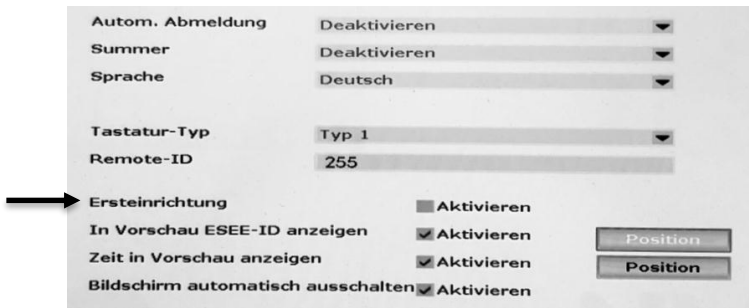 Autom. Abmeldung Deaktivieren
Summer Deaktivieren
Sprache Deutsch
Tastatur-Typ Typ 1
Remote-ID 255
Ersteinrichtung Aktivieren
In Vorschau ESEE-ID anzeigen Aktivieren Position
Zeit in Vorschau anzeigen Aktivieren Position
Bildschirm automatisch ausschalten Aktivieren